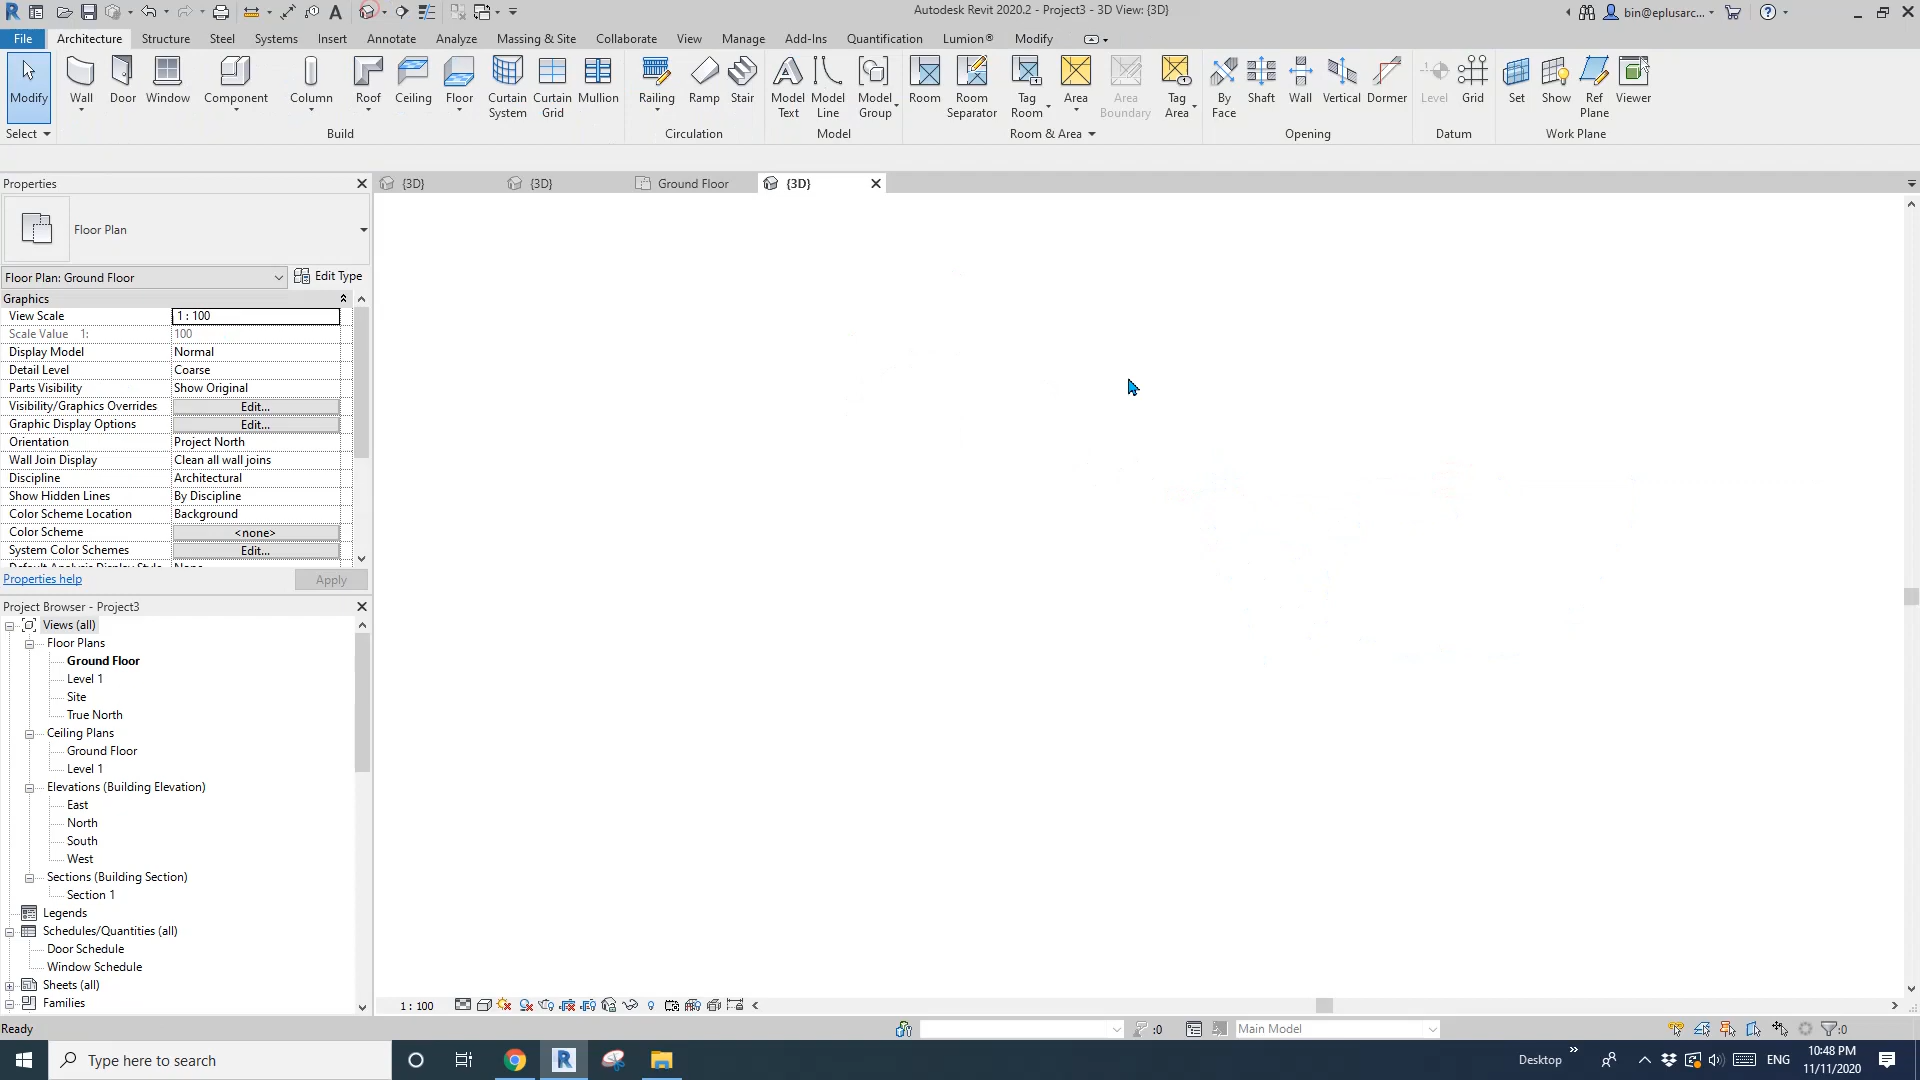 Autodesk Revit 2020.2 - Project3 - 3D View: {3D}
bin@eplusarc...
File Architecture Structure Steel Systems Insert Annotate Analyze Massing & Site Collaborate View Manage Add-Ins Quantification Lumion® Modify
Modify Wall Door Window Component Column Roof Ceiling Floor Curtain System Curtain Grid Mullion Railing Ramp Stair Model Text Model Line Model Group Room Room Separator Tag Room Area Area Boundary Tag Area By Face Shaft Wall Vertical Dormer Level Grid Set Show Ref Plane Viewer
Select Build Circulation Model Room & Area Opening Datum Work Plane
Properties
{3D} {3D} Ground Floor {3D}
Floor Plan
Floor Plan: Ground Floor Edit Type
Graphics
View Scale 1 : 100
Scale Value 1: 100
Display Model Normal
Detail Level Coarse
Parts Visibility Show Original
Visibility/Graphics Overrides Edit...
Graphic Display Options Edit...
Orientation Project North
Wall Join Display Clean all wall joins
Discipline Architectural
Show Hidden Lines By Discipline
Color Scheme Location Background
Color Scheme <none>
System Color Schemes Edit...
Default Analysis Display Style None
Properties help Apply
Project Browser - Project3
Views (all)
Floor Plans
Ground Floor
Level 1
Site
True North
Ceiling Plans
Ground Floor
Level 1
Elevations (Building Elevation)
East
North
South
West
Sections (Building Section)
Section 1
Legends
Schedules/Quantities (all)
Door Schedule
Window Schedule
Sheets (all)
Families
1 : 100
Ready :0 Main Model :0
Type here to search Desktop ENG 10:48 PM
11/11/2020